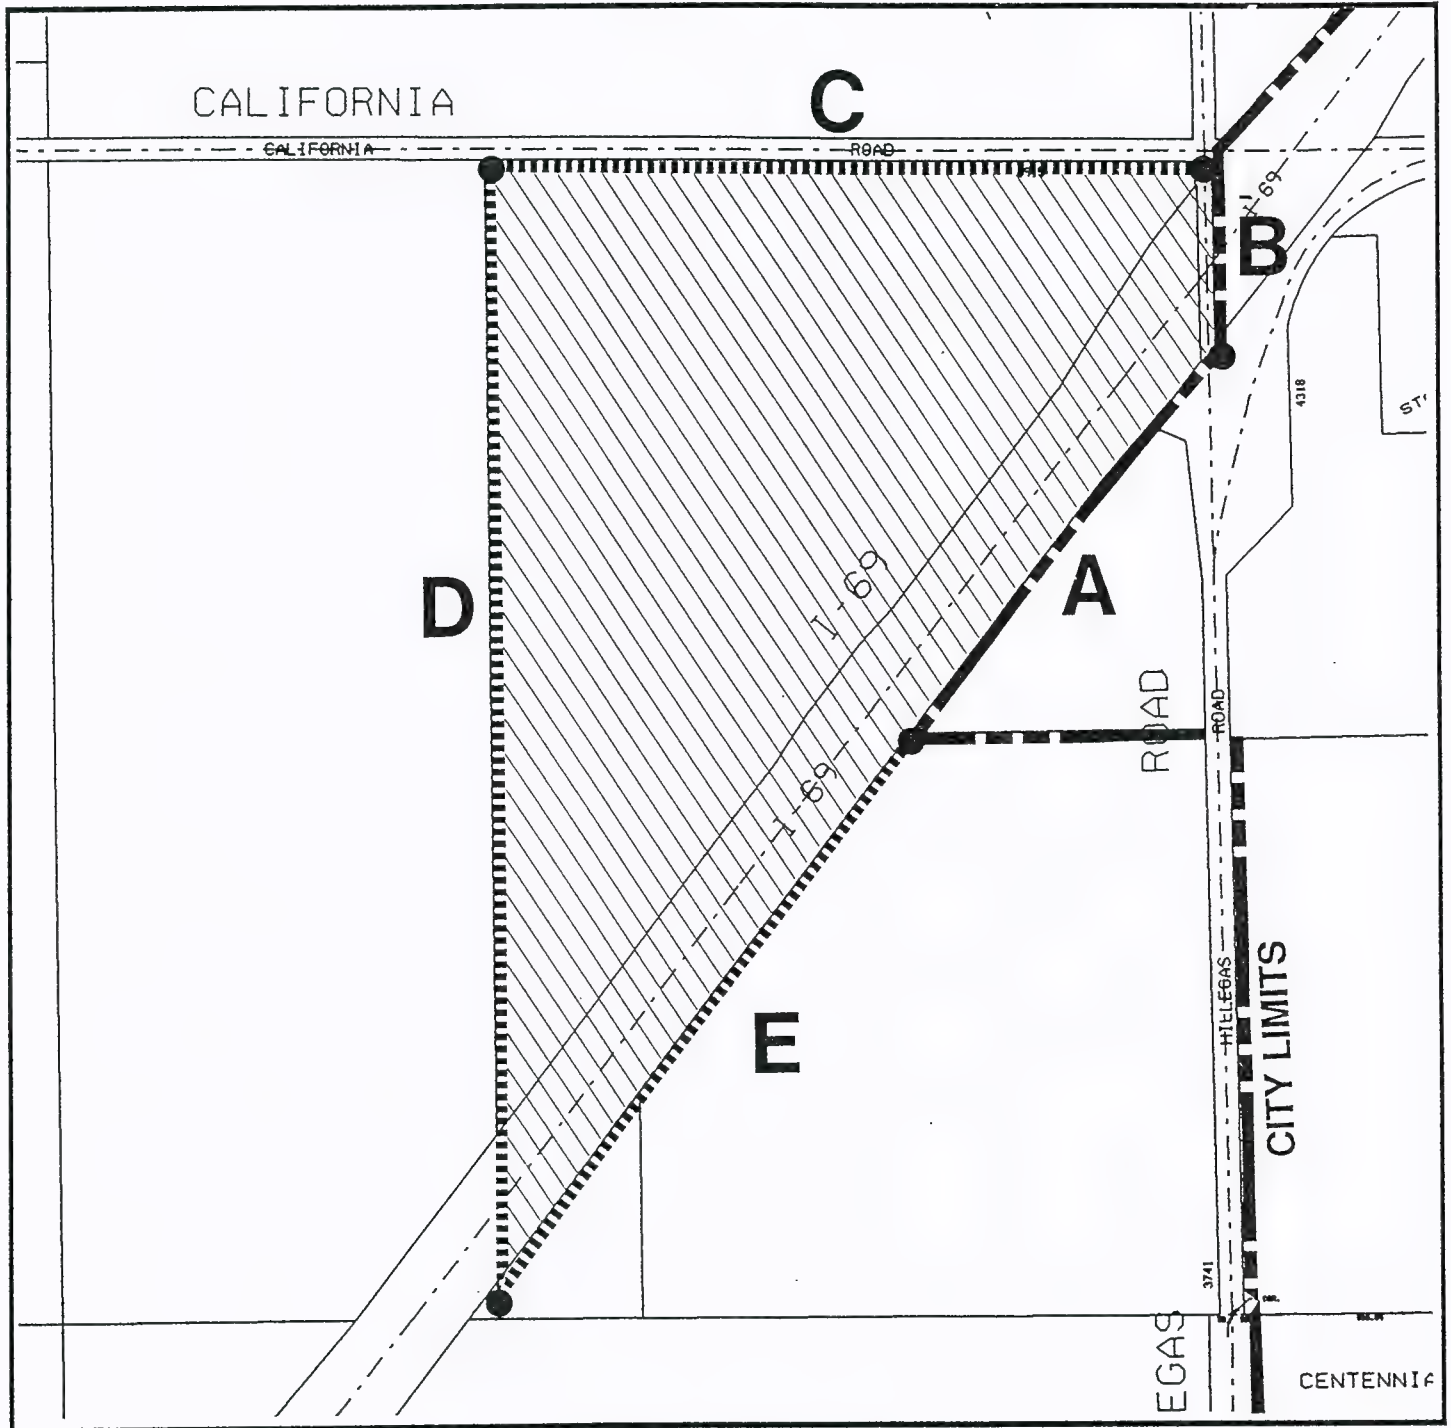 C
CALIFORNIA
CALIFORNIA
ROAD
I-69
B
4318
I-69
A
D
ROAD
ROAD
I-69
HILLEGAS
CITY LIMITS
E
3741
EGAS
CENTENNIA